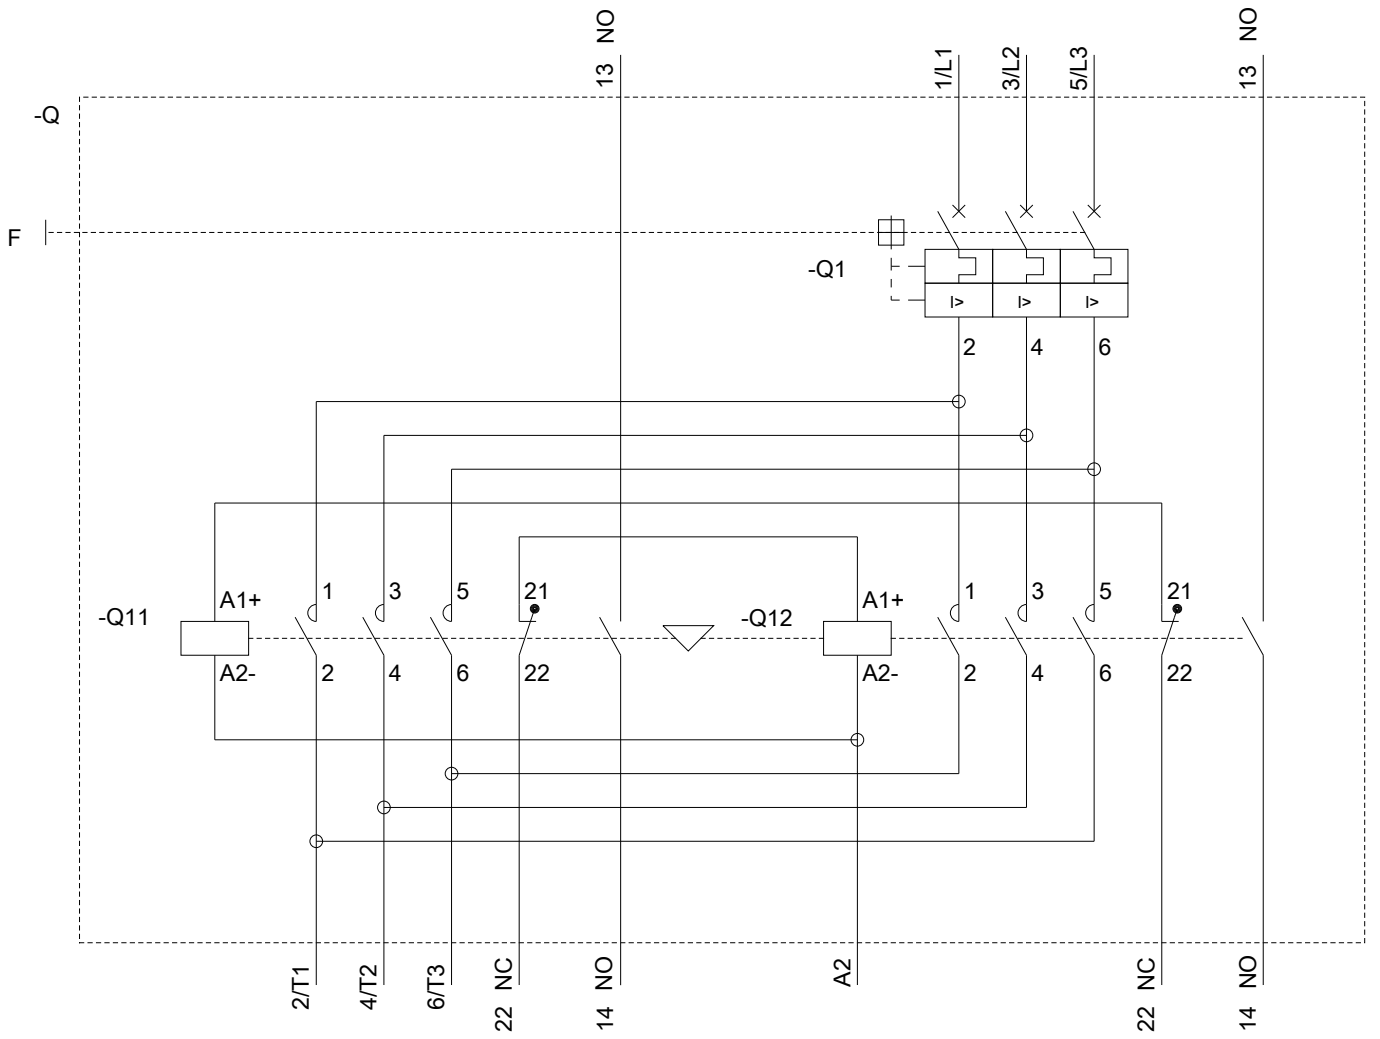 13 NO
1/L1
3/L2
5/L3
13 NO
-Q
F
-Q1
I> I> I>
2 4 6
1 3 5 21
A1+
-Q11
A2-
2 4 6 22
1 3 5 21
A1+
-Q12
A2-
2 4 6 22
2/T1
4/T2
6/T3
22 NC
14 NO
A2
22 NC
14 NO